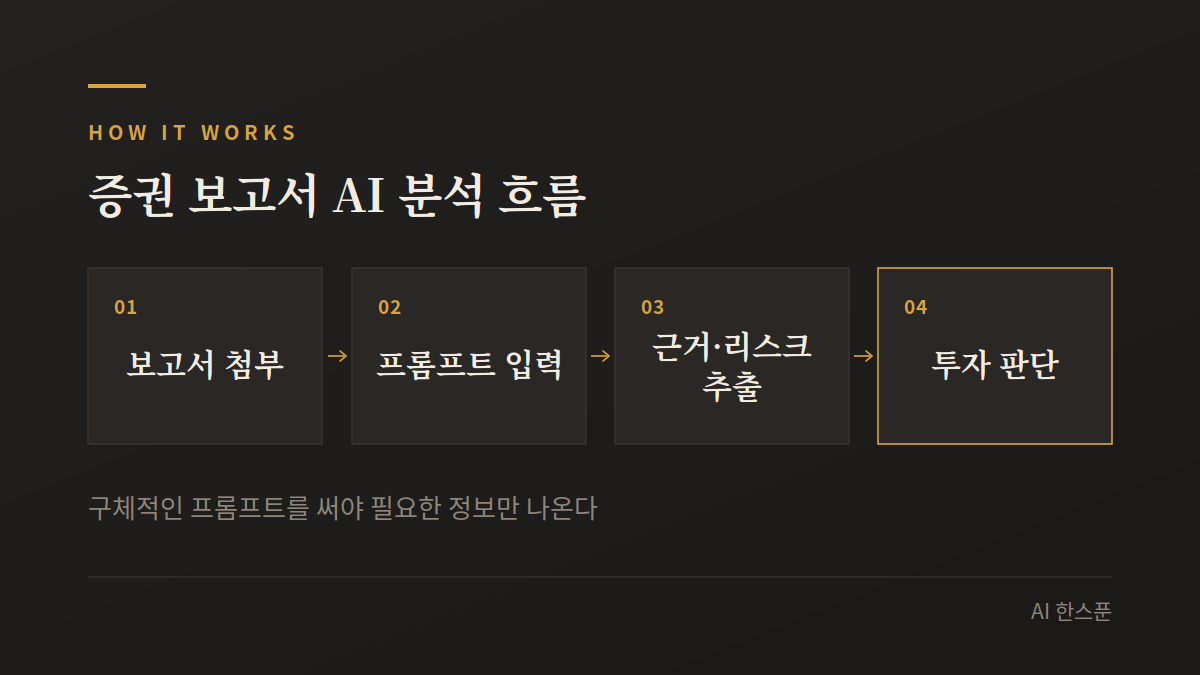 HOW IT WORKS
증권 보고서 AI 분석 흐름
01
보고서 첨부
→
02
프롬프트 입력
→
03
근거·리스크
추출
→
04
투자 판단
구체적인 프롬프트를 써야 필요한 정보만 나온다
AI 한스푼